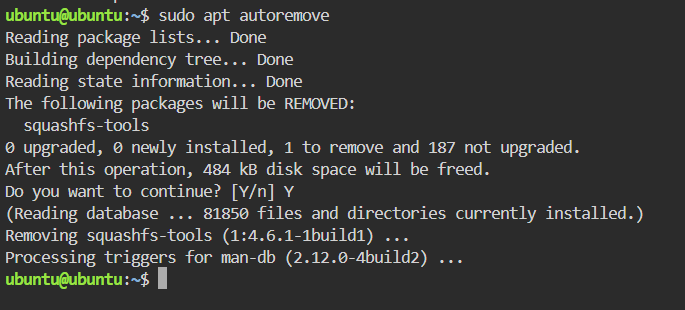 ubuntu@ubuntu:~$ sudo apt autoremove
Reading package lists... Done
Building dependency tree... Done
Reading state information... Done
The following packages will be REMOVED:
  squashfs-tools
0 upgraded, 0 newly installed, 1 to remove and 187 not upgraded.
After this operation, 484 kB disk space will be freed.
Do you want to continue? [Y/n] Y
(Reading database ... 81850 files and directories currently installed.)
Removing squashfs-tools (1:4.6.1-1build1) ...
Processing triggers for man-db (2.12.0-4build2) ...
ubuntu@ubuntu:~$